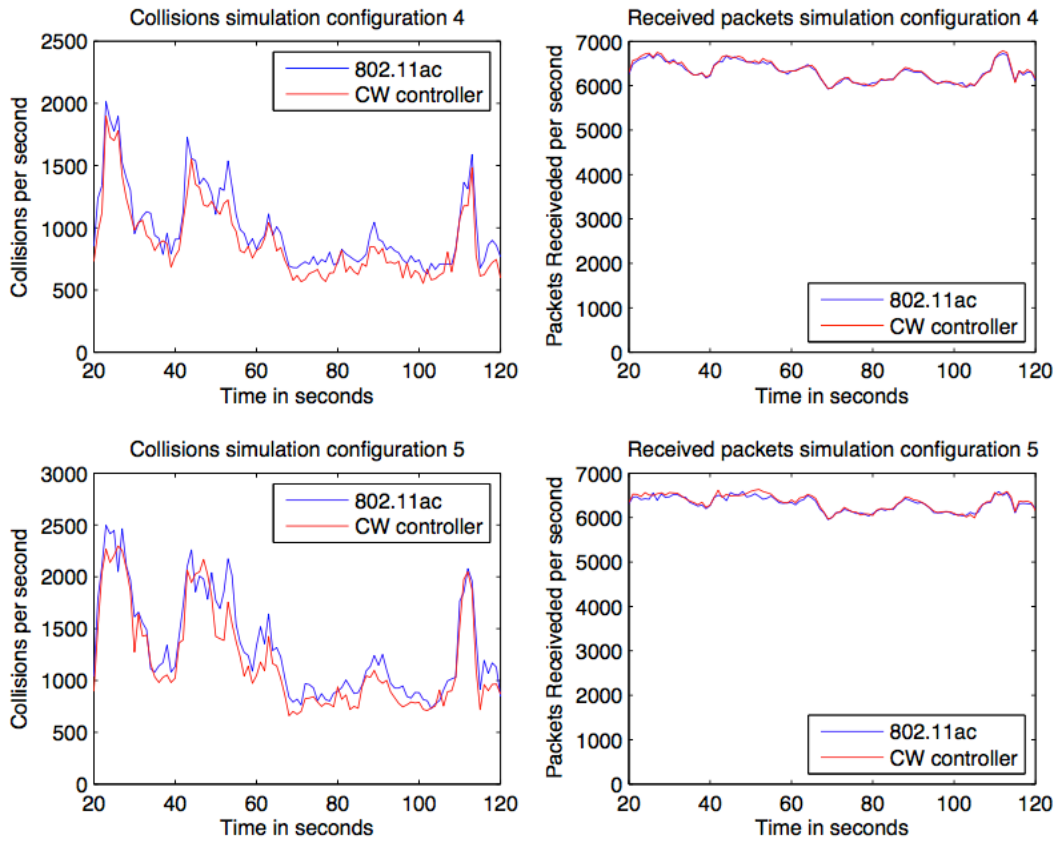 Collisions simulation configuration 4
Collisions per second
2500
2000
1500
1000
500
0
802.11ac
CW controller
20 40 60 80 100 120
Time in seconds
Received packets simulation configuration 4
Packets Receiveded per second
7000
6000
5000
4000
3000
2000
1000
0
802.11ac
CW controller
20 40 60 80 100 120
Time in seconds
Collisions simulation configuration 5
Collisions per second
3000
2500
2000
1500
1000
500
0
802.11ac
CW controller
20 40 60 80 100 120
Time in seconds
Received packets simulation configuration 5
Packets Receiveded per second
7000
6000
5000
4000
3000
2000
1000
0
802.11ac
CW controller
20 40 60 80 100 120
Time in seconds